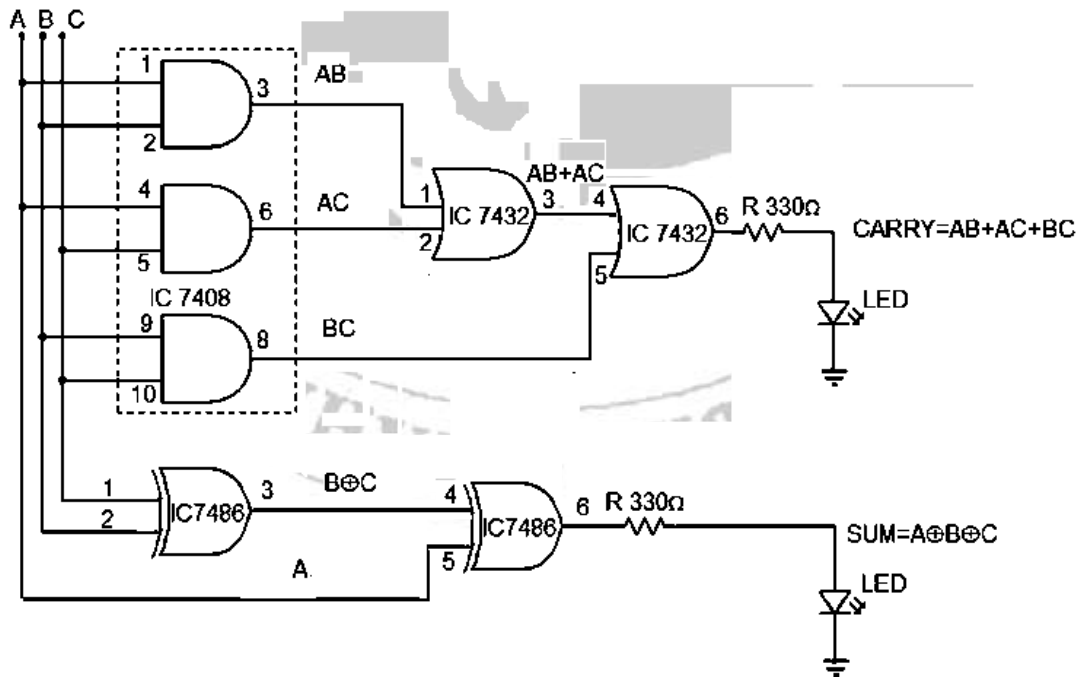 A B C
1
3
AB
2
4
6
AC
5
IC 7408
9
8
BC
10
1
2
IC 7432
AB+AC
3
4
5
IC 7432
6
R 330Ω
CARRY=AB+AC+BC
LED
1
2
IC7486
3
B⊕C
A
4
5
IC7486
6
R 330Ω
SUM=A⊕B⊕C
LED